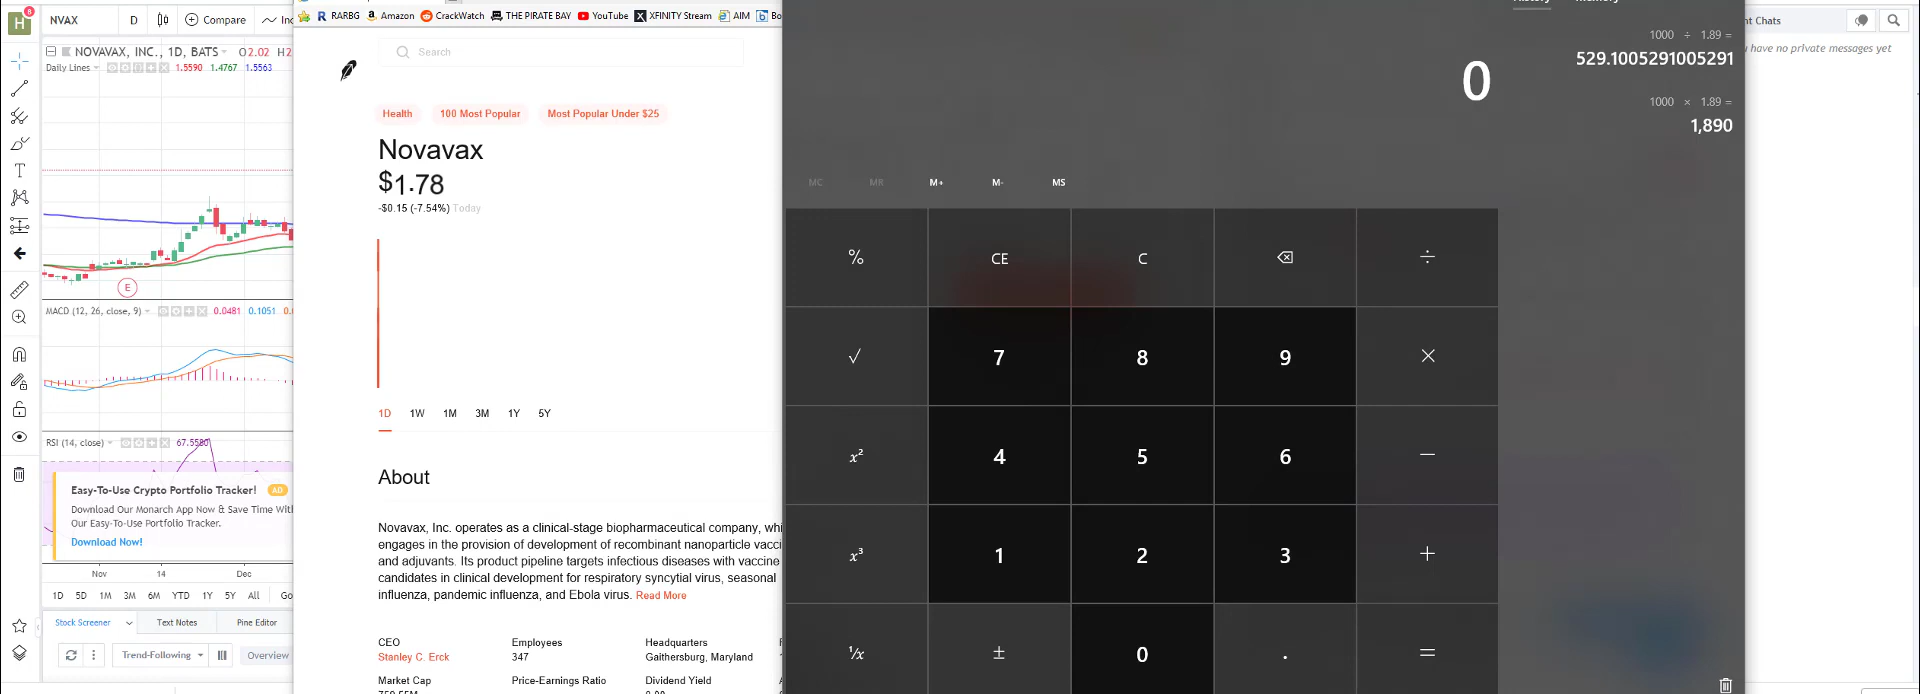 H
8
NVAX
D
Compare
NOVAVAX, INC., 1D, BATS
O2.02
Daily Lines
1.5590 1.4767 1.5563
E
MACD (12, 26, close, 9)
0.0481 0.1051
RSI (14, close)
67.5580
Easy-To-Use Crypto Portfolio Tracker! AD
Download Our Monarch App Now & Save Time
Our Easy-To-Use Portfolio Tracker.
Download Now!
Nov 14 Dec
1D 5D 1M 3M 6M YTD 1Y 5Y All
Stock Screener Text Notes Pine Editor
Trend-Following Overview
R RARBG Amazon CrackWatch THE PIRATE BAY YouTube XFINITY Stream AIM
Search
Health 100 Most Popular Most Popular Under $25
Novavax
$1.78
-$0.15 (-7.54%) Today
1D 1W 1M 3M 1Y 5Y
About
Novavax, Inc. operates as a clinical-stage biopharmaceutical company,
engages in the provision of development of recombinant nanoparticle
and adjuvants. Its product pipeline targets infectious diseases with vaccine
candidates in clinical development for respiratory syncytial virus, seasonal
influenza, pandemic influenza, and Ebola virus. Read More
CEO Employees Headquarters
Stanley C. Erck 347 Gaithersburg, Maryland
Market Cap Price-Earnings Ratio Dividend Yield
0
MC MR M+ M- MS
% CE C ÷
√ 7 8 9 ×
x² 4 5 6 −
x³ 1 2 3 +
¹/x ± 0 . =
1000 ÷ 1.89 =
529.1005291005291
1000 × 1.89 =
1,890
Chats
have no private messages yet